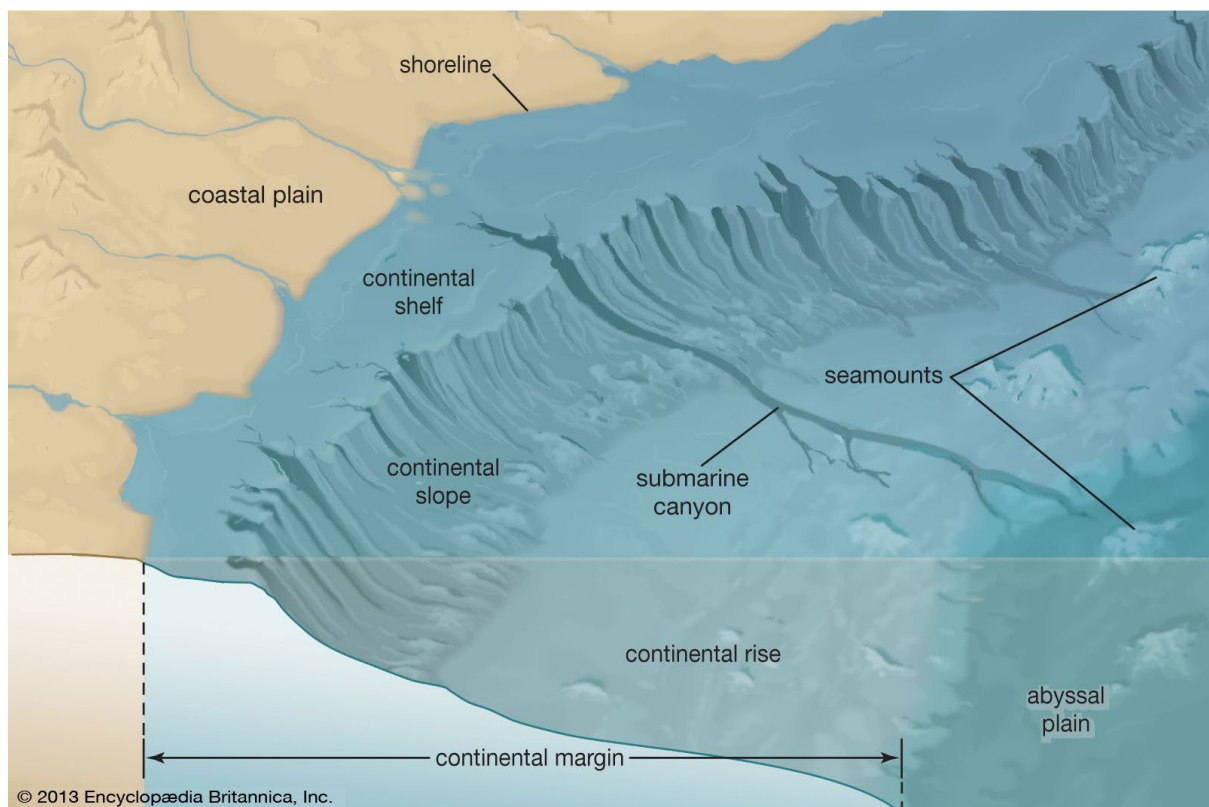 shoreline
coastal plain
continental
shelf
seamounts
continental
slope
submarine
canyon
continental rise
abyssal
plain
continental margin
© 2013 Encyclopædia Britannica, Inc.